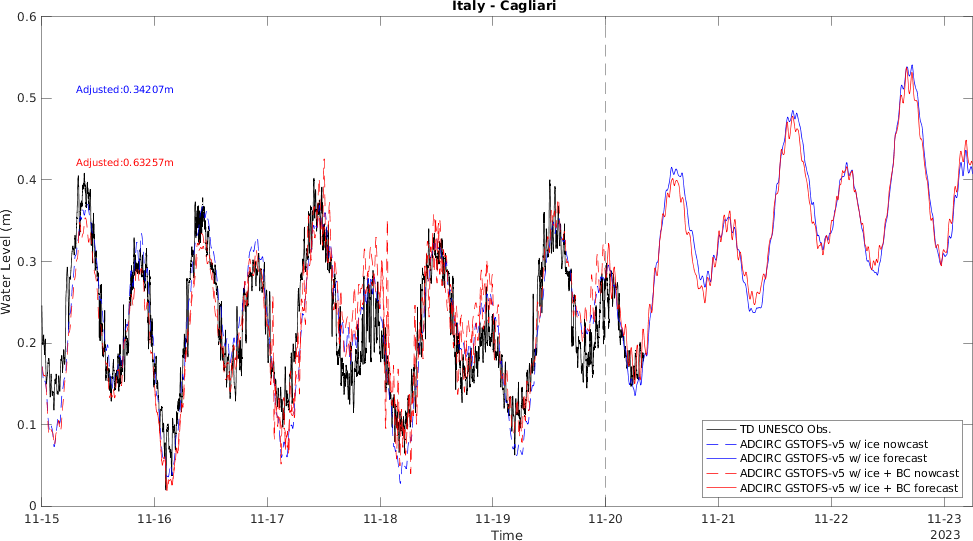 Italy - Cagliari
0.6
0.5
0.4
0.3
0.2
0.1
0
Water Level (m)
Adjusted:0.34207m
Adjusted:0.63257m
TD UNESCO Obs.
ADCIRC GSTOFS-v5 w/ ice nowcast
ADCIRC GSTOFS-v5 w/ ice forecast
ADCIRC GSTOFS-v5 w/ ice + BC nowcast
ADCIRC GSTOFS-v5 w/ ice + BC forecast
11-15 11-16 11-17 11-18 11-19 11-20 11-21 11-22 11-23
Time 2023